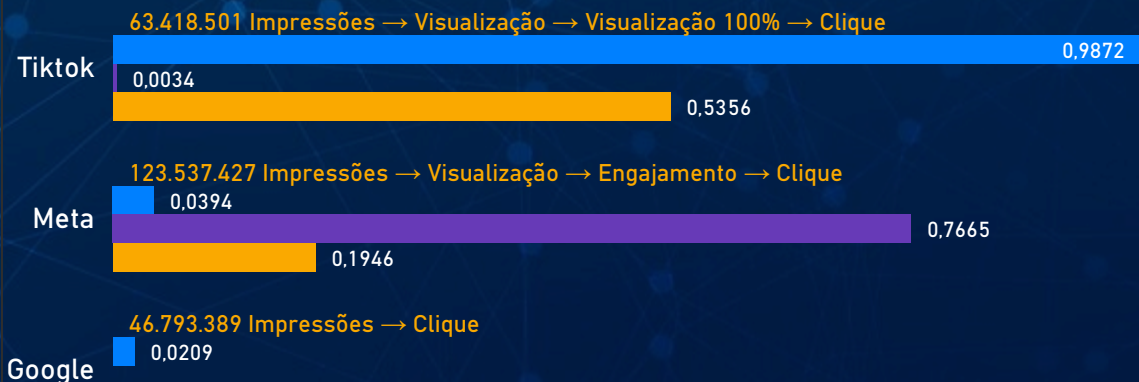 63.418.501 Impressões → Visualização → Visualização 100% → Clique
0,9872
Tiktok
0,0034
0,5356
123.537.427 Impressões → Visualização → Engajamento → Clique
0,0394
Meta
0,7665
0,1946
46.793.389 Impressões → Clique
0,0209
Google